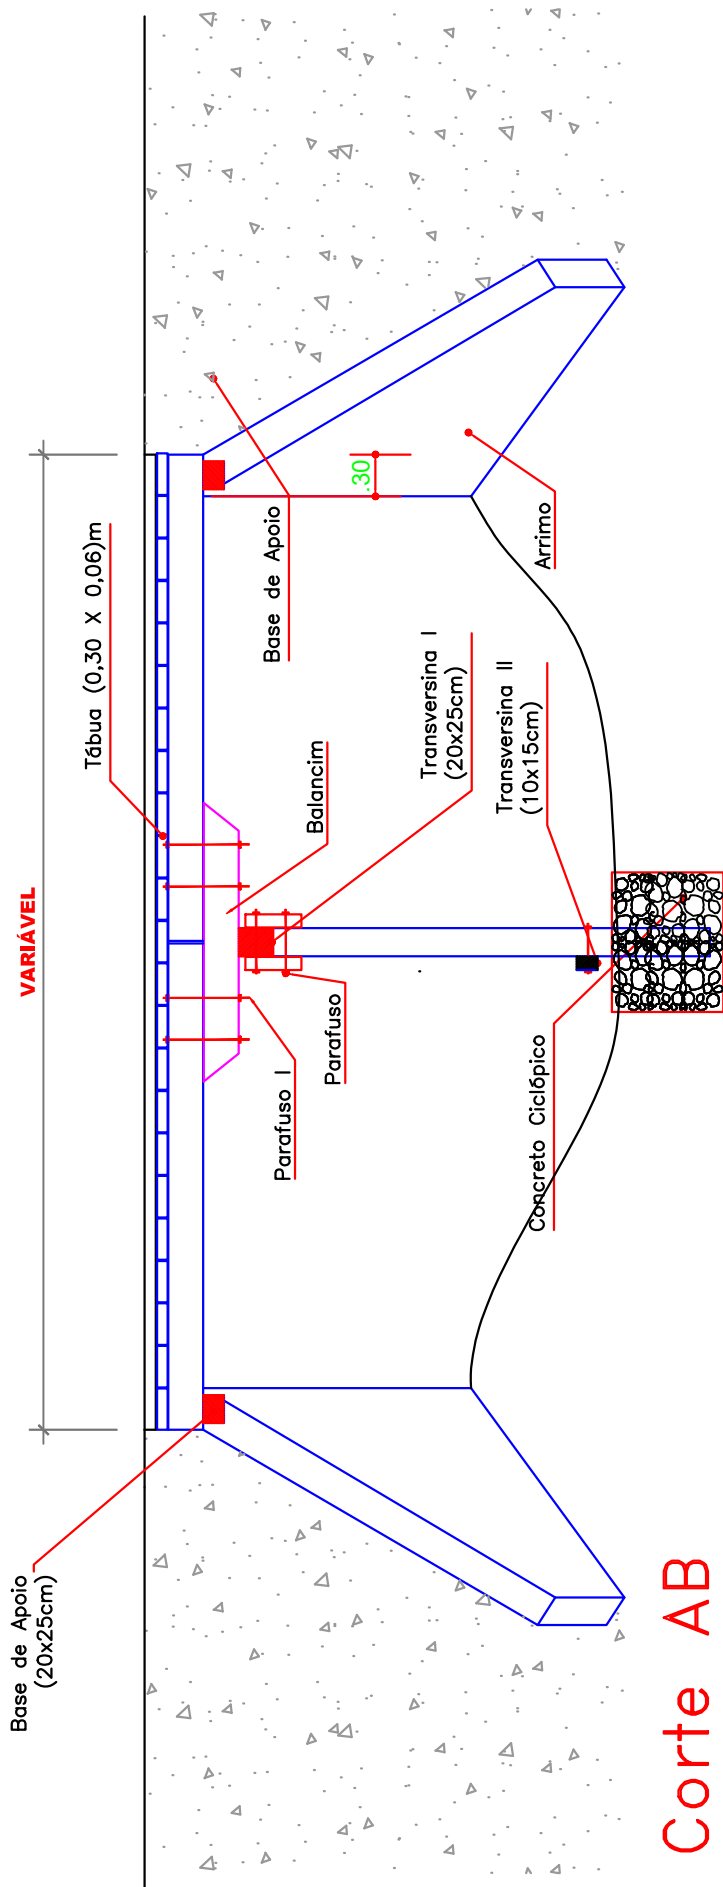 VARIÁVEL
Base de Apoio
(20x25cm)
Tábua (0,30 X 0,06)m
Balancim
Base de Apoio
.30
Parafuso I
Parafuso
Transversina I
(20x25cm)
Transversina II
(10x15cm)
Arrimo
Concreto Ciclópico
Corte AB